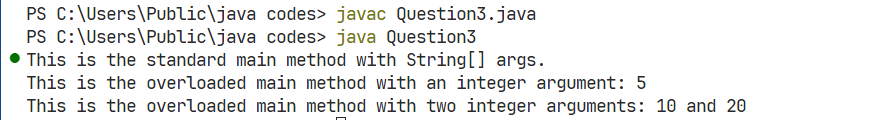 PS C:\Users\Public\java codes> javac Question3.java
PS C:\Users\Public\java codes> java Question3
This is the standard main method with String[] args.
This is the overloaded main method with an integer argument: 5
This is the overloaded main method with two integer arguments: 10 and 20